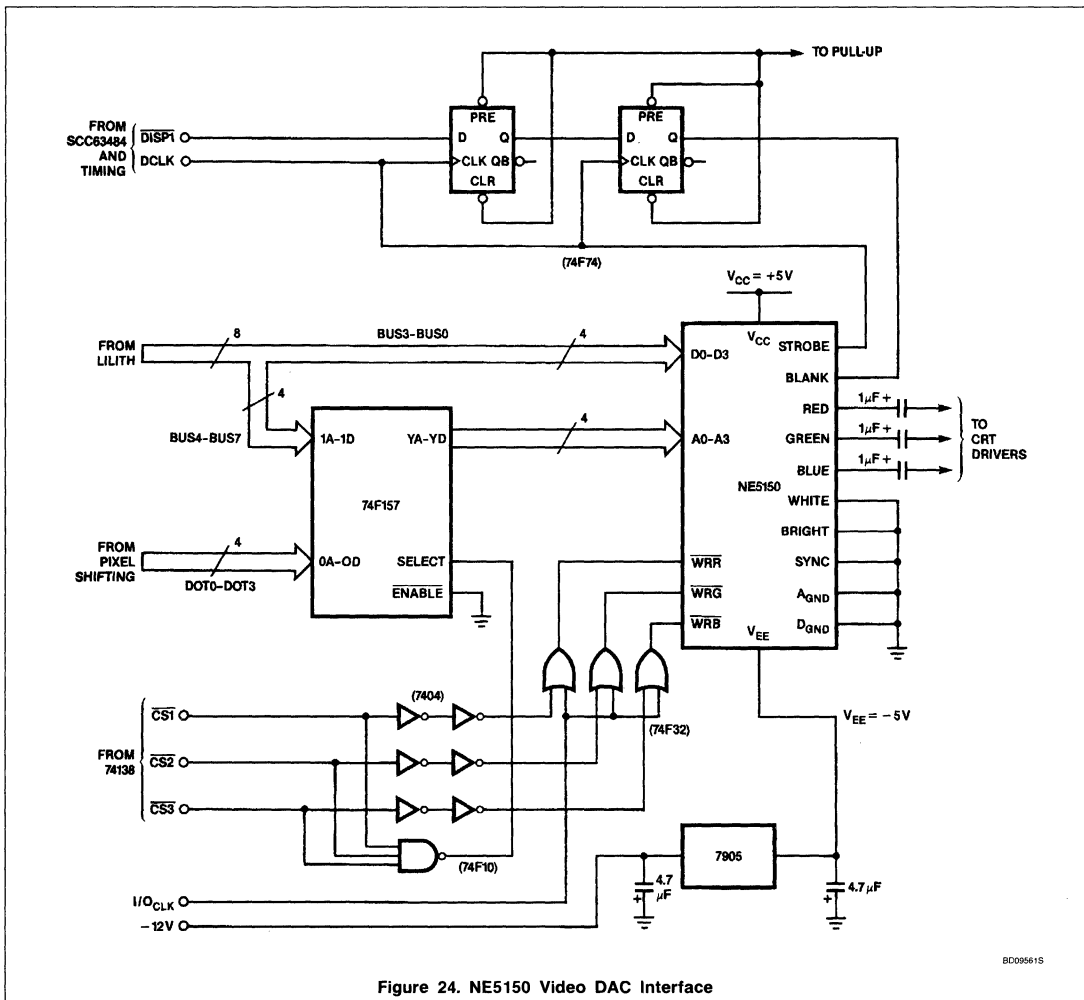 TO PULL-UP
FROM
SCC63484
AND
TIMING
DISP1
DCLK
PRE
D Q
CLK QB
CLR
PRE
D Q
CLK QB
CLR
(74F74)
VCC = +5V
FROM
LILITH
8
BUS3-BUS0
4
4
BUS4-BUS7
1A-1D
YA-YD
4
74F157
FROM
PIXEL
SHIFTING
4
DOT0-DOT3
0A-OD
SELECT
ENABLE
VCC
STROBE
D0-D3
BLANK
RED
A0-A3
GREEN
BLUE
NE5150
WHITE
BRIGHT
WRR
SYNC
WRG
AGND
WRB
DGND
VEE
1μF +
1μF +
1μF +
TO
CRT
DRIVERS
(7404)
CS1
FROM
74138
CS2
CS3
(74F32)
(74F10)
VEE = −5V
7905
4.7
μF
+
4.7μF
+
I/OCLK
−12V
BD09561S
Figure 24. NE5150 Video DAC Interface